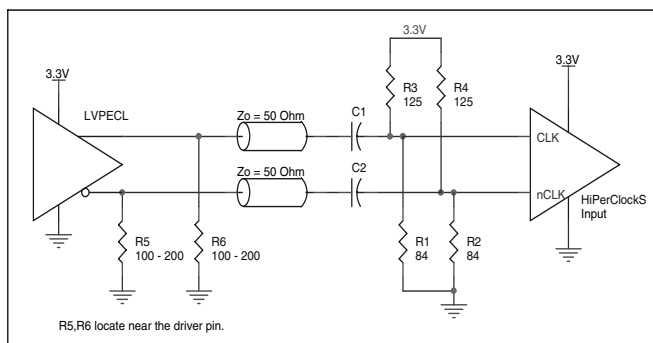 3.3V
3.3V
3.3V
LVPECL
R3
125
R4
125
Zo = 50 Ohm
C1
CLK
Zo = 50 Ohm
C2
nCLK
HiPerClockS
Input
R5
100 - 200
R6
100 - 200
R1
84
R2
84
R5,R6 locate near the driver pin.